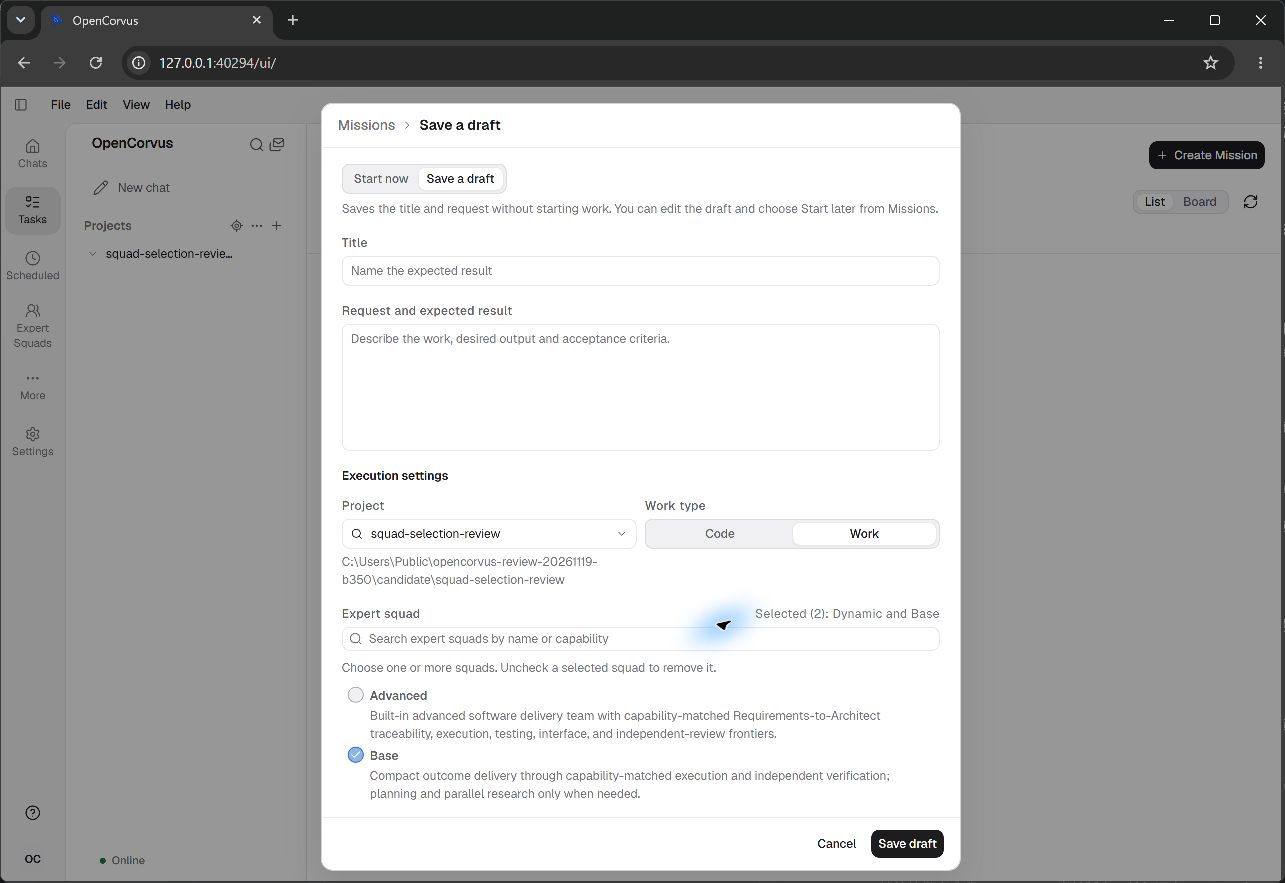 OpenCorvus
127.0.0.1:40294/ui/
File Edit View Help
Chats
Tasks
Scheduled
Expert
Squads
More
Settings
OC
OpenCorvus
New chat
Projects
squad-selection-revie...
Online
Create Mission
List Board
Missions > Save a draft
Start now Save a draft
Saves the title and request without starting work. You can edit the draft and choose Start later from Missions.
Title
Name the expected result
Request and expected result
Describe the work, desired output and acceptance criteria.
Execution settings
Project
squad-selection-review
C:\Users\Public\opencorvus-review-20261119-
b350\candidate\squad-selection-review
Work type
Code Work
Expert squad
Selected (2): Dynamic and Base
Search expert squads by name or capability
Choose one or more squads. Uncheck a selected squad to remove it.
Advanced
Built-in advanced software delivery team with capability-matched Requirements-to-Architect
traceability, execution, testing, interface, and independent-review frontiers.
Base
Compact outcome delivery through capability-matched execution and independent verification;
planning and parallel research only when needed.
Cancel Save draft